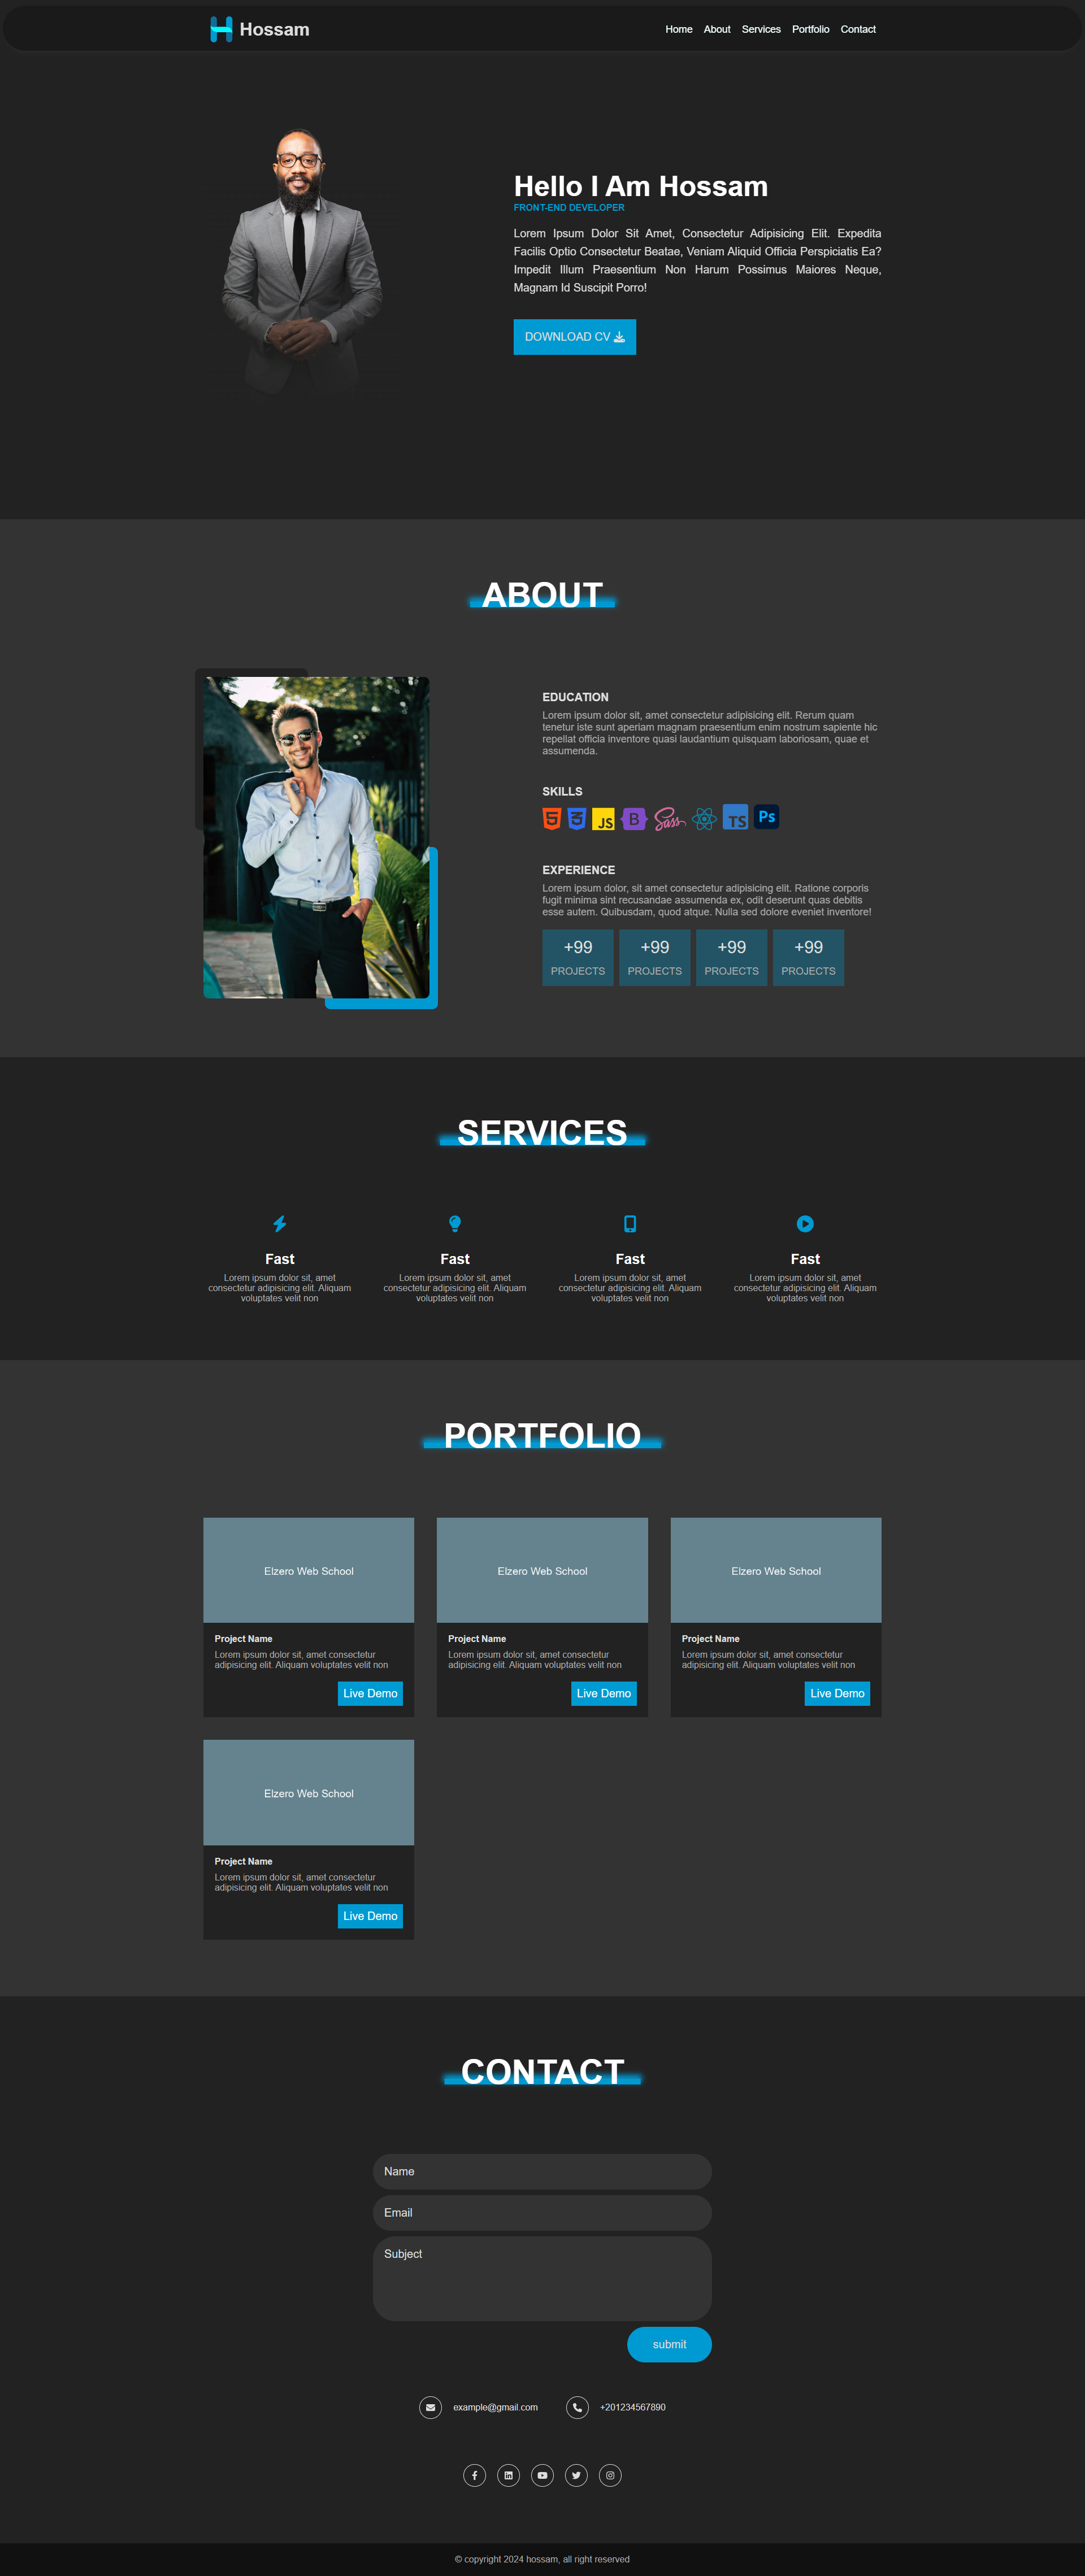 Hossam
Home About Services Portfolio Contact
Hello I Am Hossam
FRONT-END DEVELOPER
Lorem Ipsum Dolor Sit Amet, Consectetur Adipisicing Elit. Expedita
Facilis Optio Consectetur Beatae, Veniam Aliquid Officia Perspiciatis Ea?
Impedit Illum Praesentium Non Harum Possimus Maiores Neque,
Magnam Id Suscipit Porro!
DOWNLOAD CV
ABOUT
EDUCATION
Lorem ipsum dolor sit, amet consectetur adipisicing elit. Rerum quam
tenetur iste sunt aperiam magnam praesentium enim nostrum sapiente hic
repellat officia inventore quasi laudantium quisquam laboriosam, quae et
assumenda.
SKILLS
5 3 JS B Sass TS Ps
EXPERIENCE
Lorem ipsum dolor, sit amet consectetur adipisicing elit. Ratione corporis
fugit minima sint recusandae assumenda ex, odit deserunt quas debitis
esse autem. Quibusdam, quod atque. Nulla sed dolore eveniet inventore!
+99 +99 +99 +99
PROJECTS PROJECTS PROJECTS PROJECTS
SERVICES
Fast
Lorem ipsum dolor sit, amet
consectetur adipisicing elit. Aliquam
voluptates velit non
Fast
Lorem ipsum dolor sit, amet
consectetur adipisicing elit. Aliquam
voluptates velit non
Fast
Lorem ipsum dolor sit, amet
consectetur adipisicing elit. Aliquam
voluptates velit non
Fast
Lorem ipsum dolor sit, amet
consectetur adipisicing elit. Aliquam
voluptates velit non
PORTFOLIO
Elzero Web School
Project Name
Lorem ipsum dolor sit, amet consectetur
adipisicing elit. Aliquam voluptates velit non
Live Demo
Elzero Web School
Project Name
Lorem ipsum dolor sit, amet consectetur
adipisicing elit. Aliquam voluptates velit non
Live Demo
Elzero Web School
Project Name
Lorem ipsum dolor sit, amet consectetur
adipisicing elit. Aliquam voluptates velit non
Live Demo
Elzero Web School
Project Name
Lorem ipsum dolor sit, amet consectetur
adipisicing elit. Aliquam voluptates velit non
Live Demo
CONTACT
Name
Email
Subject
submit
example@gmail.com +201234567890
© copyright 2024 hossam, all right reserved